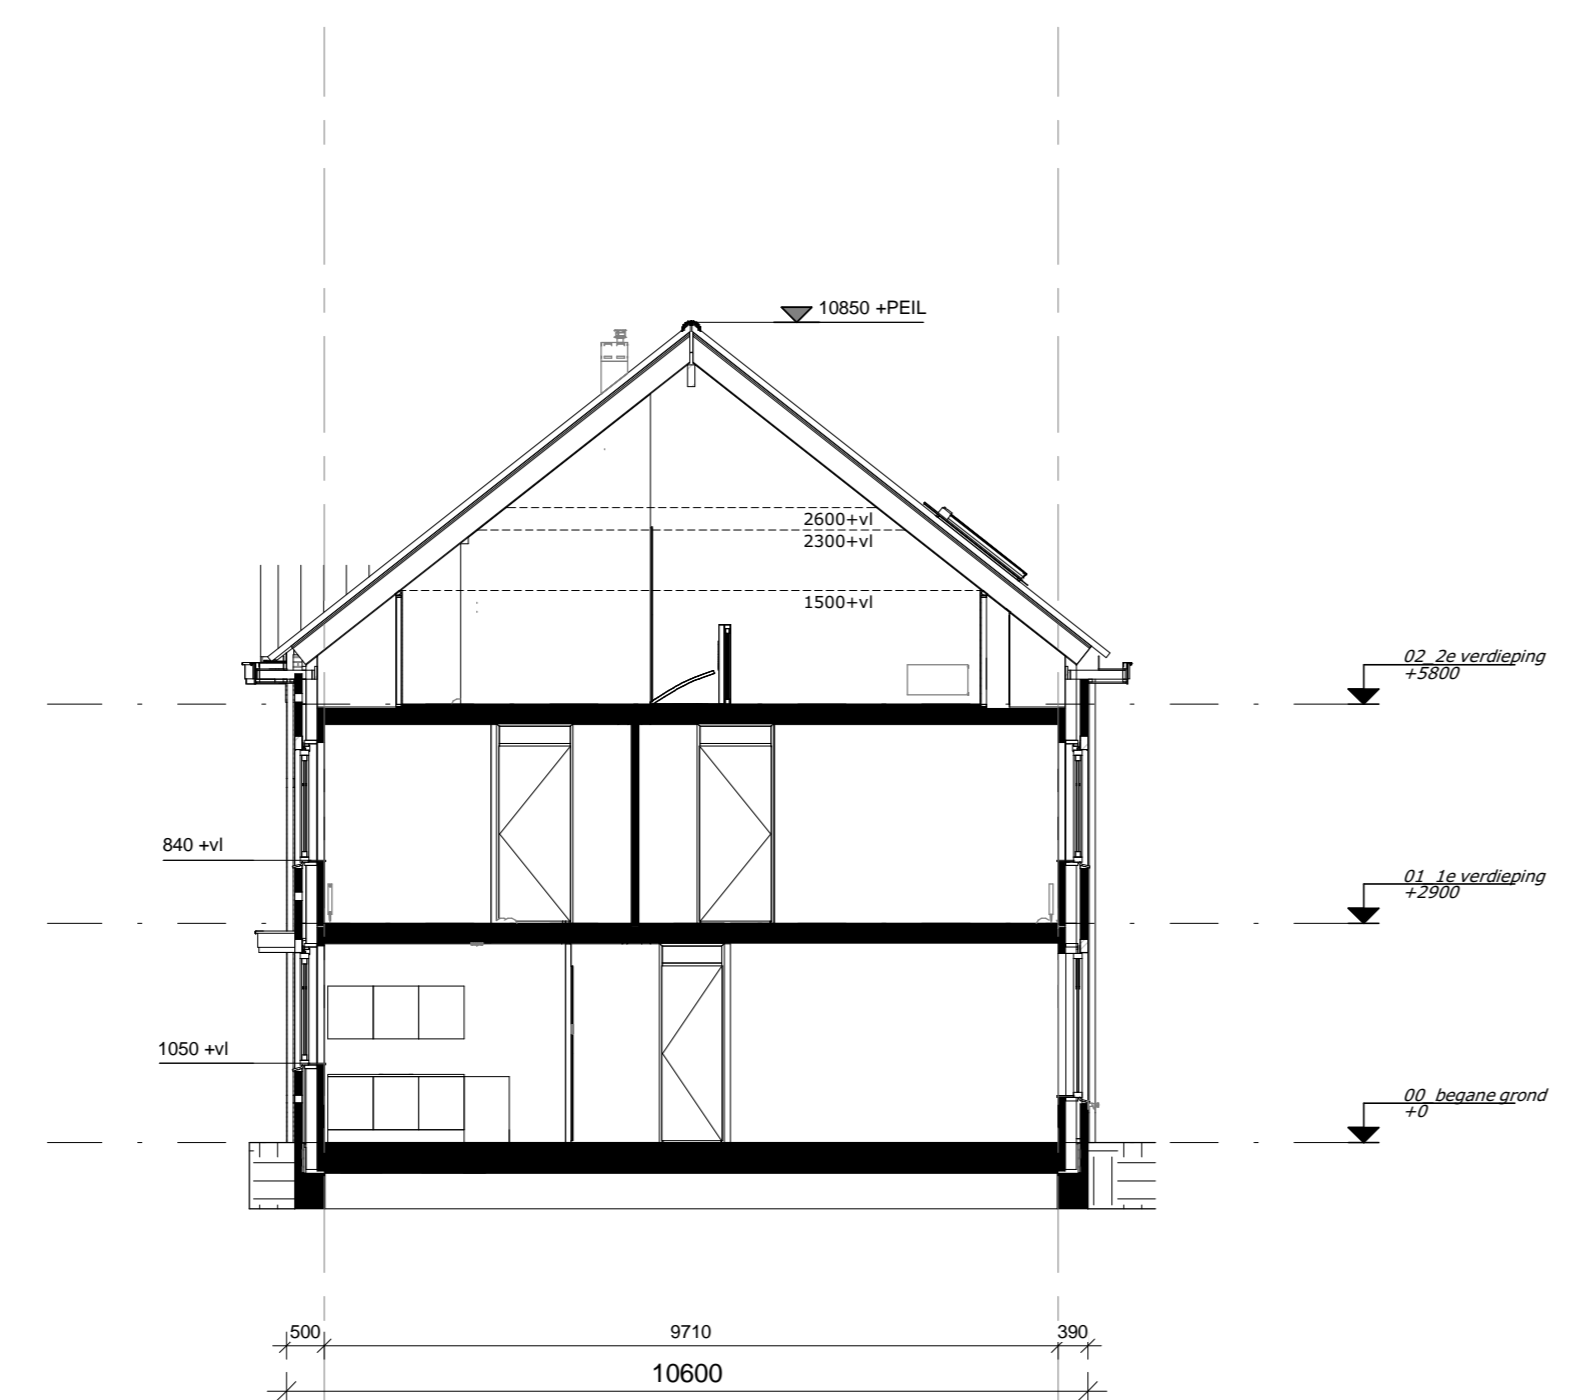 10850 +PEIL
2600+vl
2300+vl
1500+vl
02_2e verdieping
+5800
840 +vl
01_1e verdieping
+2900
1050 +vl
00_begane grond
+0
500
9710
390
10600